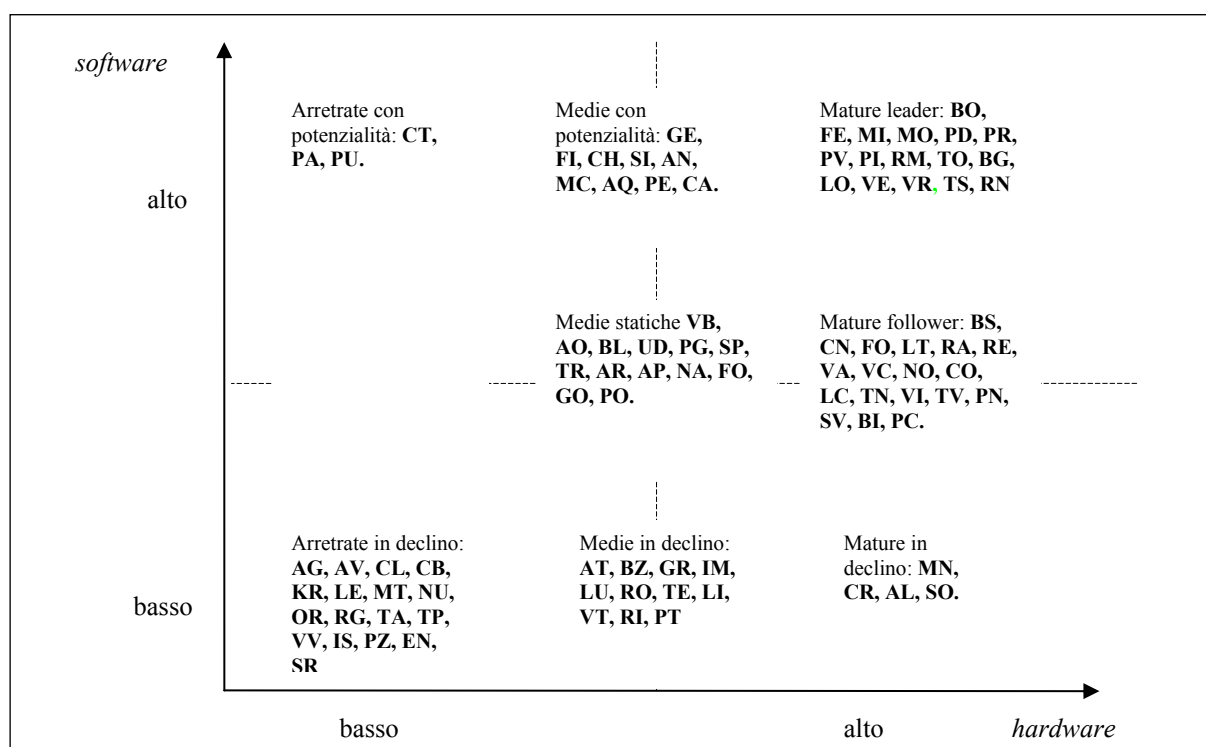 software
Arretrate con
potenzialità: CT,
PA, PU.
Medie con
potenzialità: GE,
FI, CH, SI, AN,
MC, AQ, PE, CA.
Mature leader: BO,
FE, MI, MO, PD, PR,
PV, PI, RM, TO, BG,
LO, VE, VR, TS, RN
alto
Medie statiche VB,
AO, BL, UD, PG, SP,
TR, AR, AP, NA, FO,
GO, PO.
Mature follower: BS,
CN, FO, LT, RA, RE,
VA, VC, NO, CO,
LC, TN, VI, TV, PN,
SV, BI, PC.
Arretrate in declino:
AG, AV, CL, CB,
KR, LE, MT, NU,
OR, RG, TA, TP,
VV, IS, PZ, EN,
SR
Medie in declino:
AT, BZ, GR, IM,
LU, RO, TE, LI,
VT, RI, PT
Mature in
declino: MN,
CR, AL, SO.
basso
basso
alto
hardware